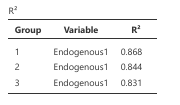 R²
Group Variable R²
1 Endogenous1 0.868
2 Endogenous1 0.844
3 Endogenous1 0.831